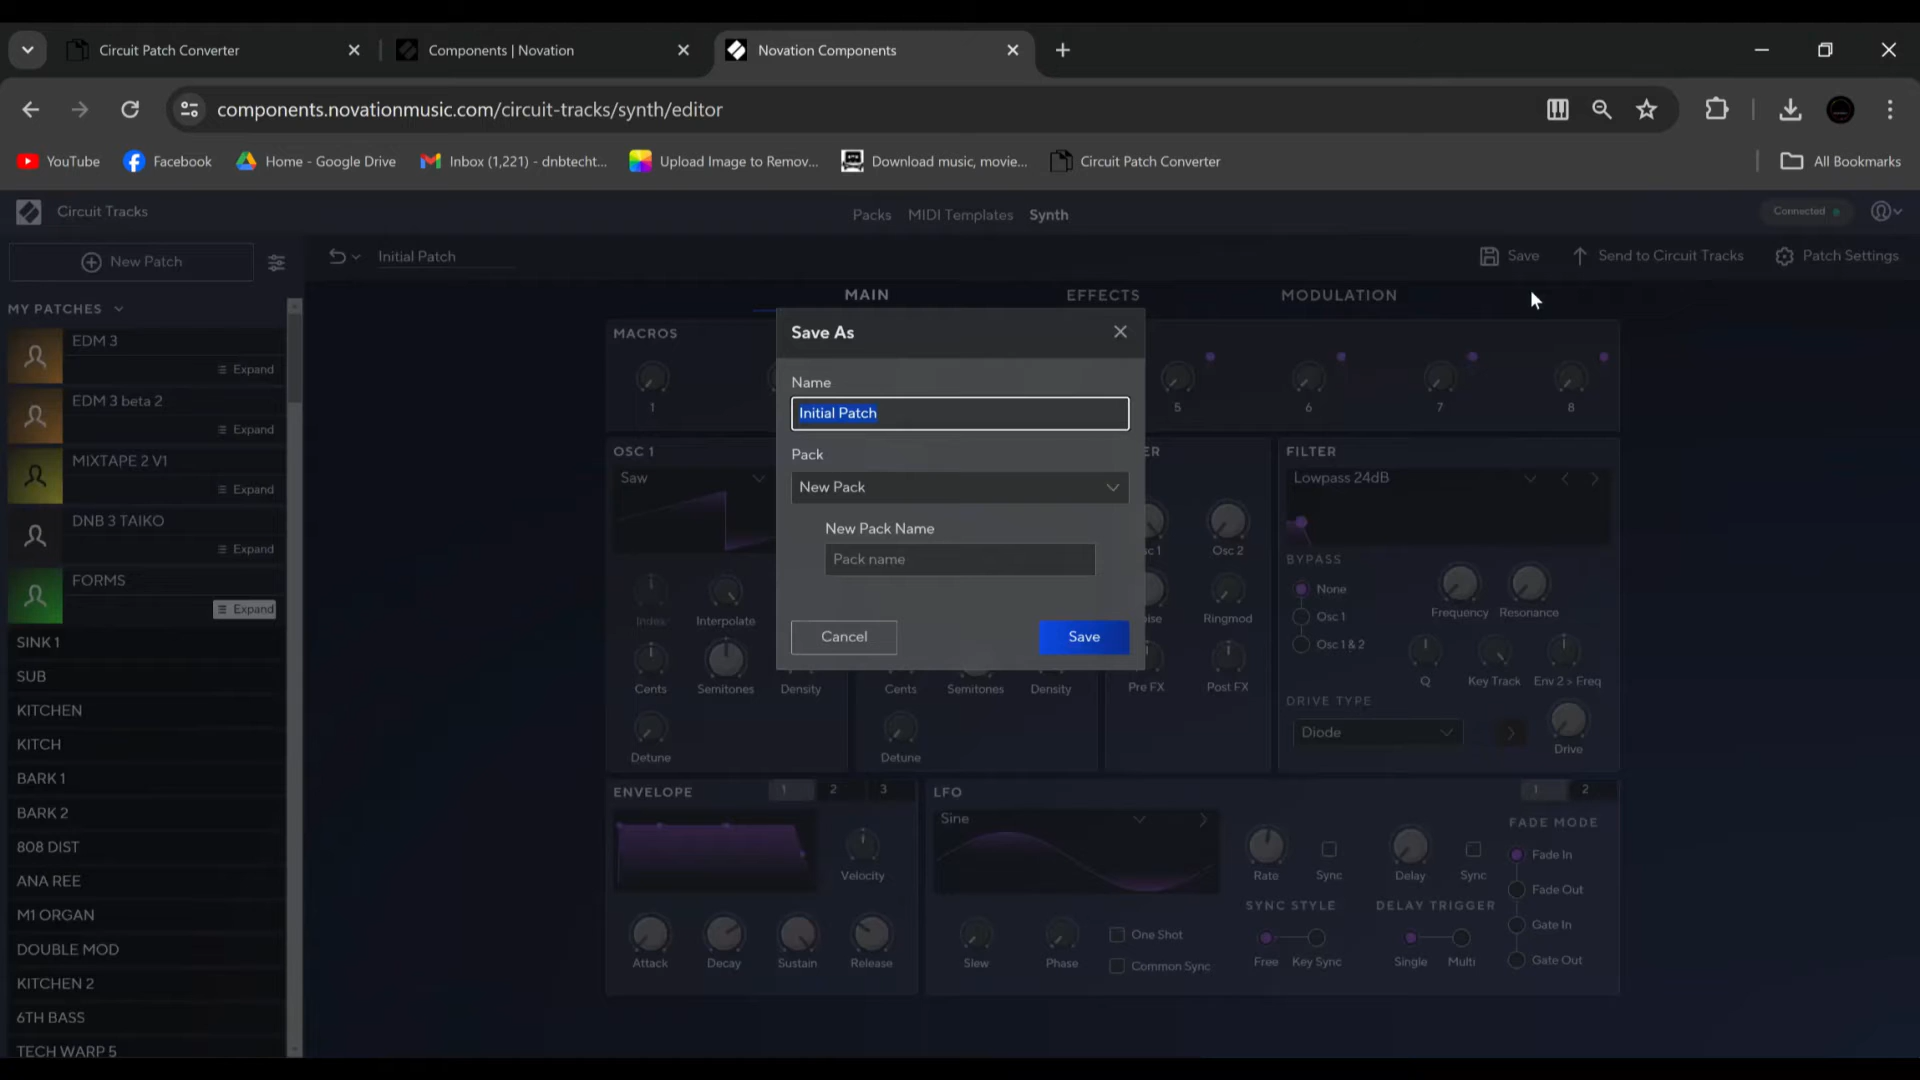 Circuit Patch Converter
Components | Novation
Novation Components
components.novationmusic.com/circuit-tracks/synth/editor
YouTube
Facebook
Home - Google Drive
Inbox (1,221) - dnbtecht...
Upload Image to Remov...
Download music, movie...
Circuit Patch Converter
All Bookmarks
Circuit Tracks
Packs
MIDI Templates
Synth
Connected
New Patch
Initial Patch
Save
Send to Circuit Tracks
Patch Settings
MY PATCHES
EDM 3
Expand
EDM 3 beta 2
Expand
MIXTAPE 2 V1
Expand
DNB 3 TAIKO
Expand
FORMS
Expand
SINK 1
SUB
KITCHEN
KITCH
BARK 1
BARK 2
808 DIST
ANA REE
M1 ORGAN
DOUBLE MOD
KITCHEN 2
6TH BASS
TECH WARP 5
MAIN
EFFECTS
MODULATION
MACROS
1
5
6
7
8
Save As
Name
Initial Patch
Pack
New Pack
New Pack Name
Pack name
Cancel
Save
OSC 1
Saw
Index
Interpolate
Cents
Semitones
Density
Detune
Cents
Semitones
Density
Detune
ER
sc 1
Osc 2
ise
Ringmod
Pre FX
Post FX
FILTER
Lowpass 24dB
BYPASS
None
Osc 1
Osc 1 & 2
Frequency
Resonance
Q
Key Track
Env 2 > Freq
DRIVE TYPE
Diode
Drive
ENVELOPE
1
2
3
Velocity
Attack
Decay
Sustain
Release
LFO
1
2
Sine
Slew
Phase
One Shot
Common Sync
Rate
Sync
Delay
Sync
SYNC STYLE
Free
Key Sync
DELAY TRIGGER
Single
Multi
FADE MODE
Fade In
Fade Out
Gate In
Gate Out